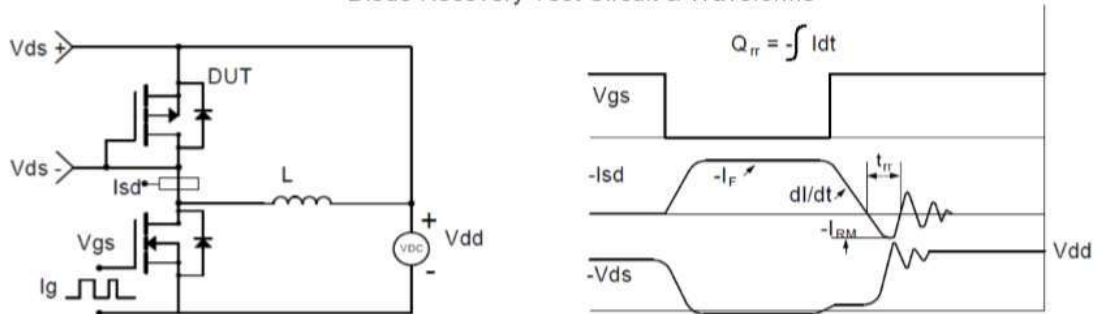 Diode Recovery Test Circuit & Waveforms
Vds +
DUT
Vds -
Isd
L
Vgs
Ig
VDC
+
-
Vdd
Qrr = -∫ Idt
Vgs
-Isd
-IF
dI/dt
trr
-IRM
-Vds
Vdd